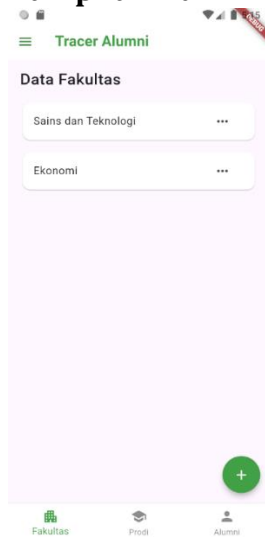 Tracer Alumni
Data Fakultas
Sains dan Teknologi
Ekonomi
Fakultas
Prodi
Alumni